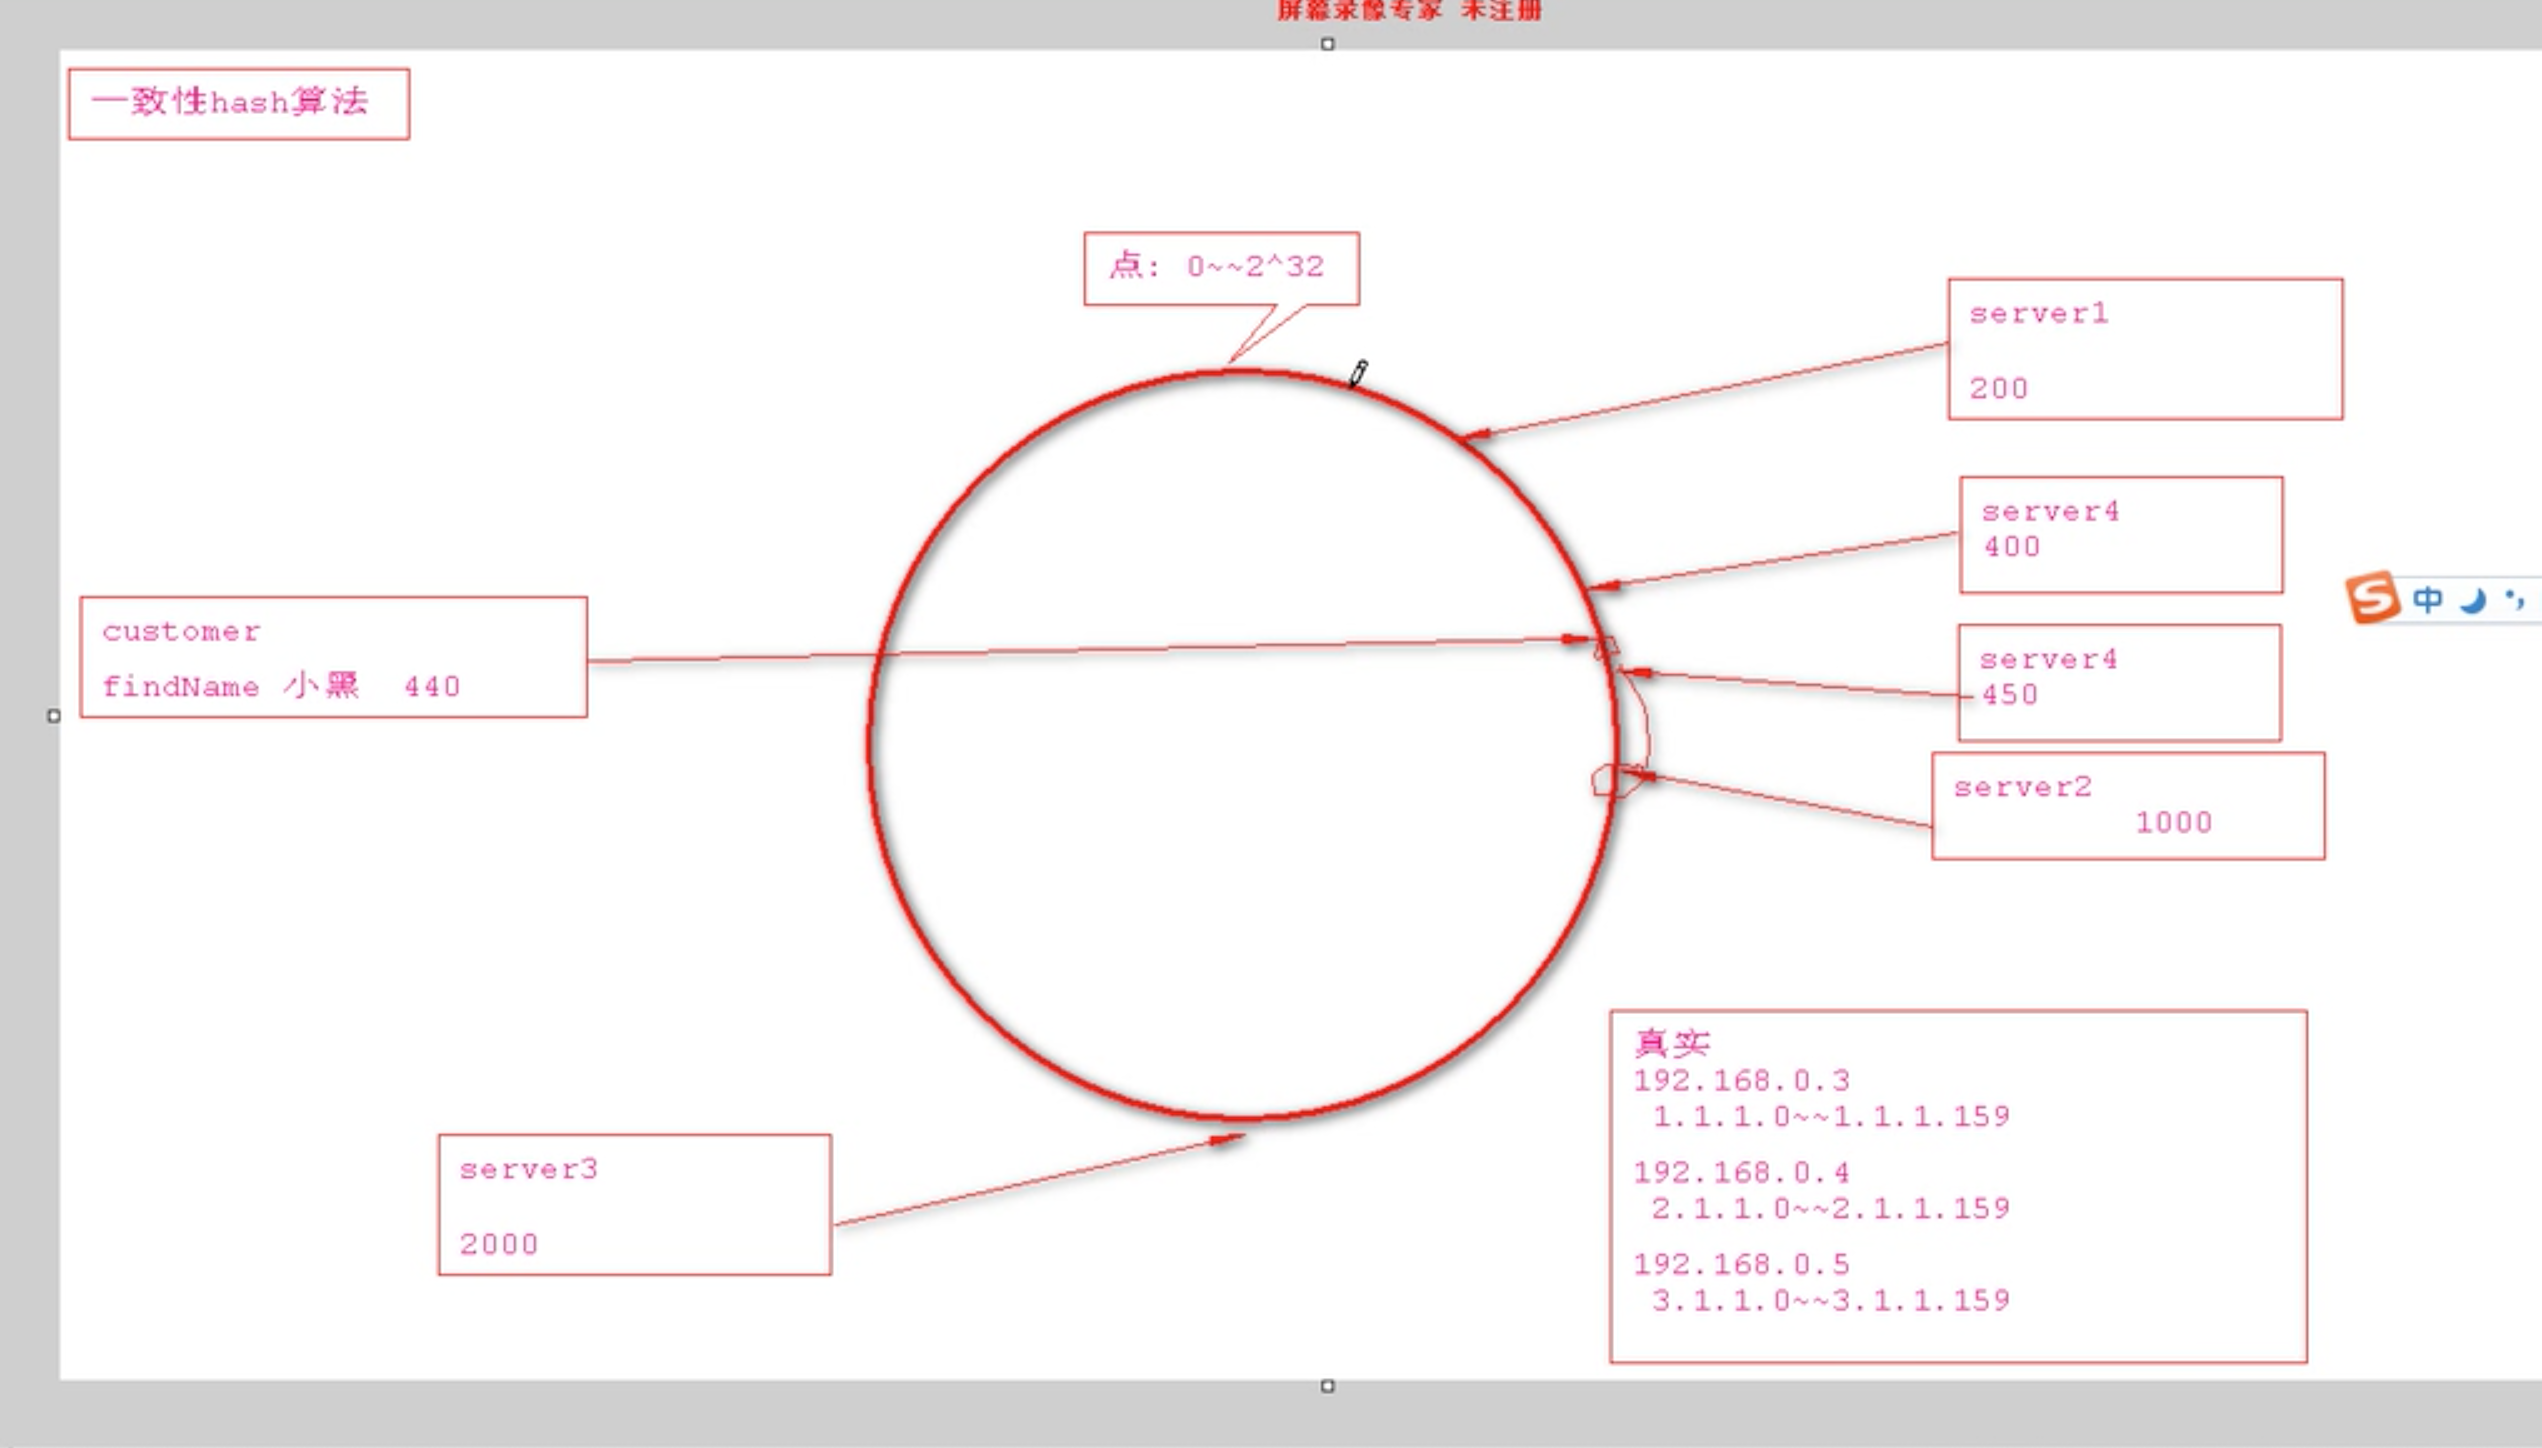 屏幕录像专家 未注册
一致性hash算法
点: 0~~2^32
server1
200
server4
400
customer
findName 小黑 440
server4
450
server2
1000
server3
2000
真实
192.168.0.3
1.1.1.0~~1.1.1.159
192.168.0.4
2.1.1.0~~2.1.1.159
192.168.0.5
3.1.1.0~~3.1.1.159
中